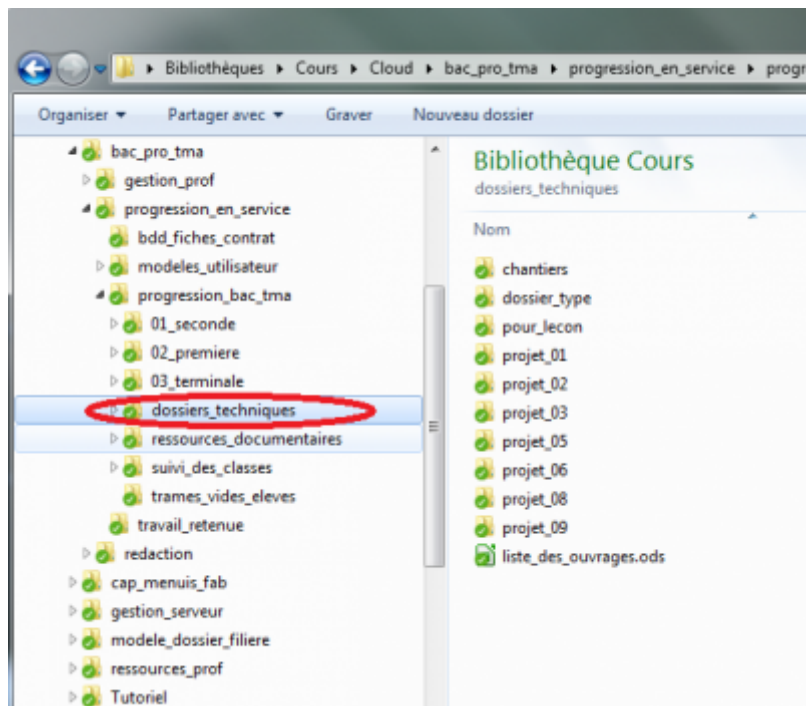 Bibliothèques ▸ Cours ▸ Cloud ▸ bac_pro_tma ▸ progression_en_service ▸ progr
Organiser Partager avec Graver Nouveau dossier
bac_pro_tma
gestion_prof
progression_en_service
bdd_fiches_contrat
modeles_utilisateur
progression_bac_tma
01_seconde
02_premiere
03_terminale
dossiers_techniques
ressources_documentaires
suivi_des_classes
trames_vides_eleves
travail_retenue
redaction
cap_menuis_fab
gestion_serveur
modele_dossier_filiere
ressources_prof
Tutoriel
Bibliothèque Cours
dossiers_techniques
Nom
chantiers
dossier_type
pour_lecon
projet_01
projet_02
projet_03
projet_05
projet_06
projet_08
projet_09
liste_des_ouvrages.ods